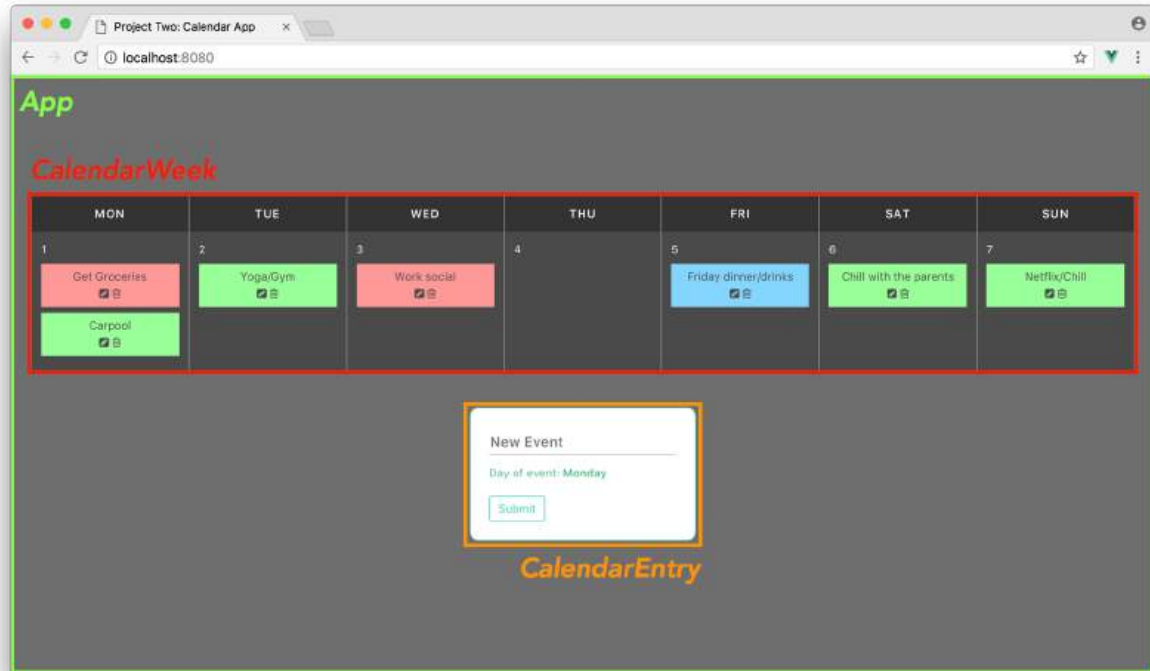 Project Two: Calendar App
localhost:8080
App
CalendarWeek
MON TUE WED THU FRI SAT SUN
1 2 3 4 5 6 7
Get Groceries Yoga/Gym Work social Friday dinner/drinks Chill with the parents Netflix/Chill
Carpool
New Event
Day of event: Monday
Submit
CalendarEntry